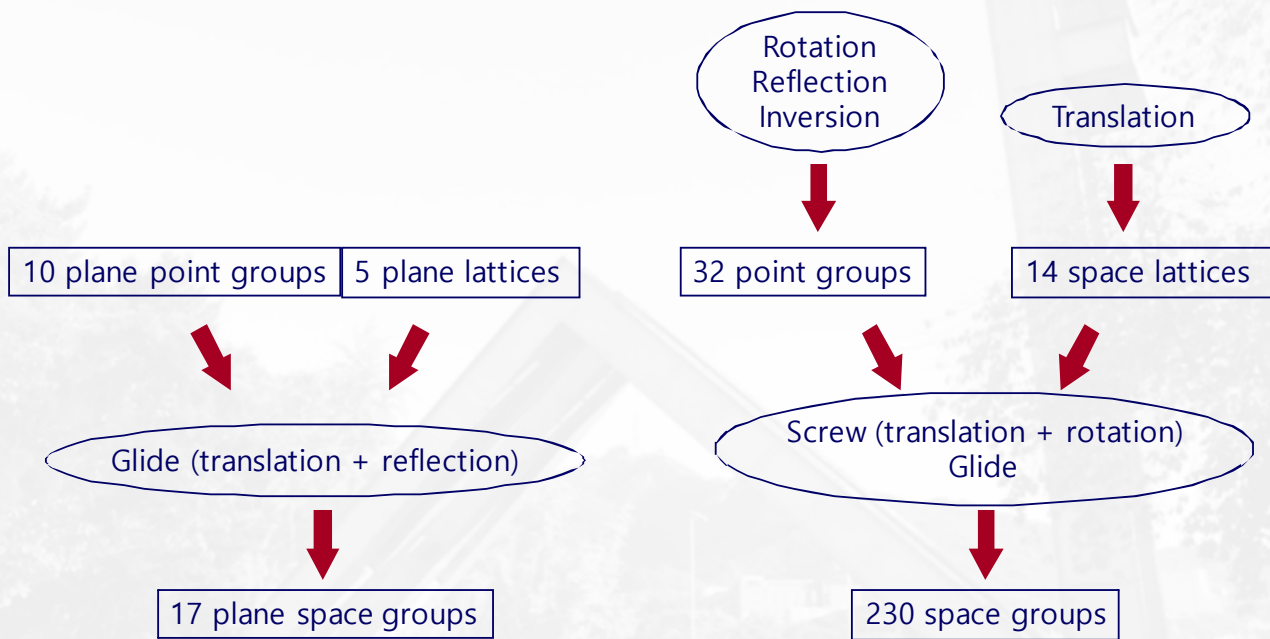 Rotation
Reflection
Inversion
Translation
10 plane point groups
5 plane lattices
32 point groups
14 space lattices
Glide (translation + reflection)
Screw (translation + rotation)
Glide
17 plane space groups
230 space groups